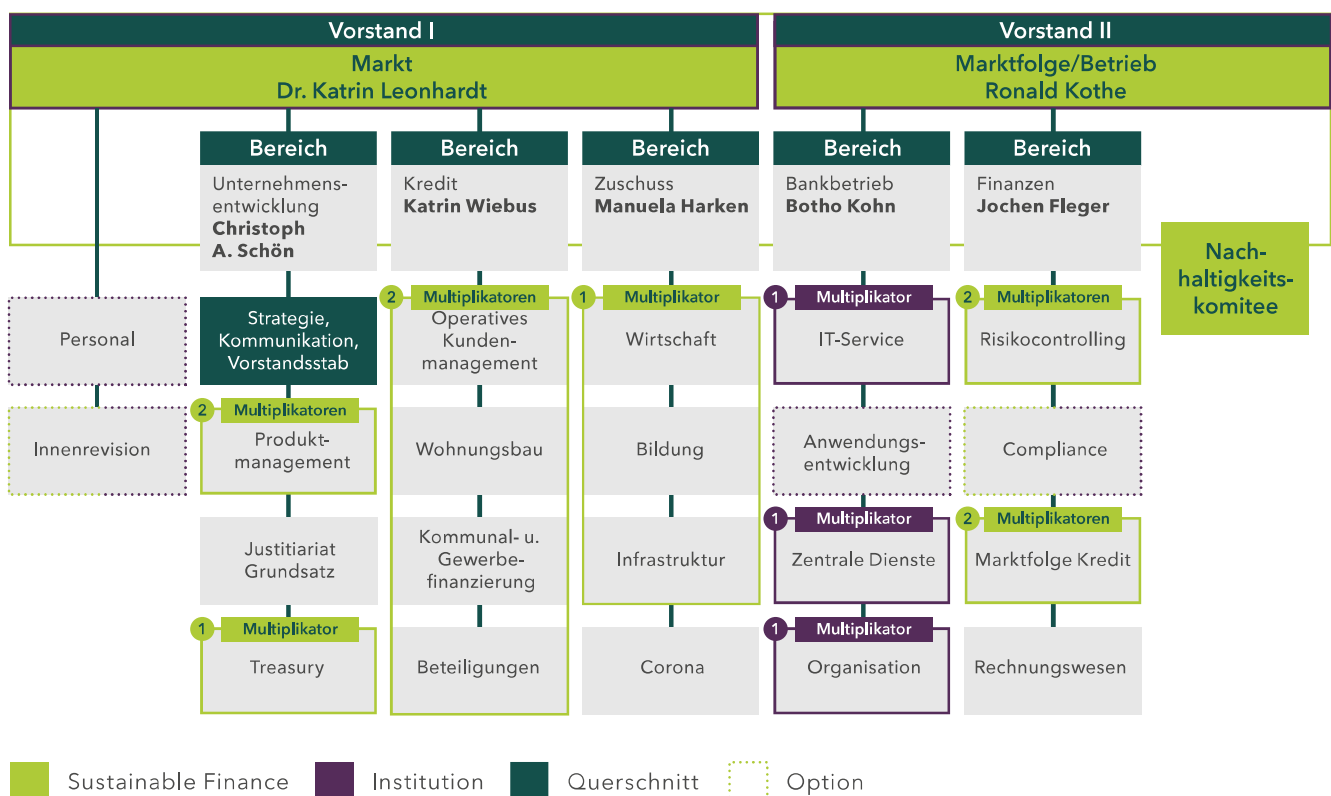 Vorstand I
Markt
Dr. Katrin Leonhardt
Vorstand II
Marktfolge/Betrieb
Ronald Kothe
Personal
Innenrevision
Bereich
Unternehmens-
entwicklung
Christoph
A. Schön
Strategie,
Kommunikation,
Vorstandsstab
2 Multiplikatoren
Produkt-
management
Justitiariat
Grundsatz
1 Multiplikator
Treasury
Bereich
Kredit
Katrin Wiebus
2 Multiplikatoren
Operatives
Kunden-
management
Wohnungsbau
Kommunal- u.
Gewerbe-
finanzierung
Beteiligungen
Bereich
Zuschuss
Manuela Harken
1 Multiplikator
Wirtschaft
Bildung
Infrastruktur
Corona
Bereich
Bankbetrieb
Botho Kohn
1 Multiplikator
IT-Service
Anwendungs-
entwicklung
1 Multiplikator
Zentrale Dienste
1 Multiplikator
Organisation
Bereich
Finanzen
Jochen Fleger
2 Multiplikatoren
Risikocontrolling
Compliance
2 Multiplikatoren
Marktfolge Kredit
Rechnungswesen
Nach-
haltigkeits-
komitee
Sustainable Finance
Institution
Querschnitt
Option